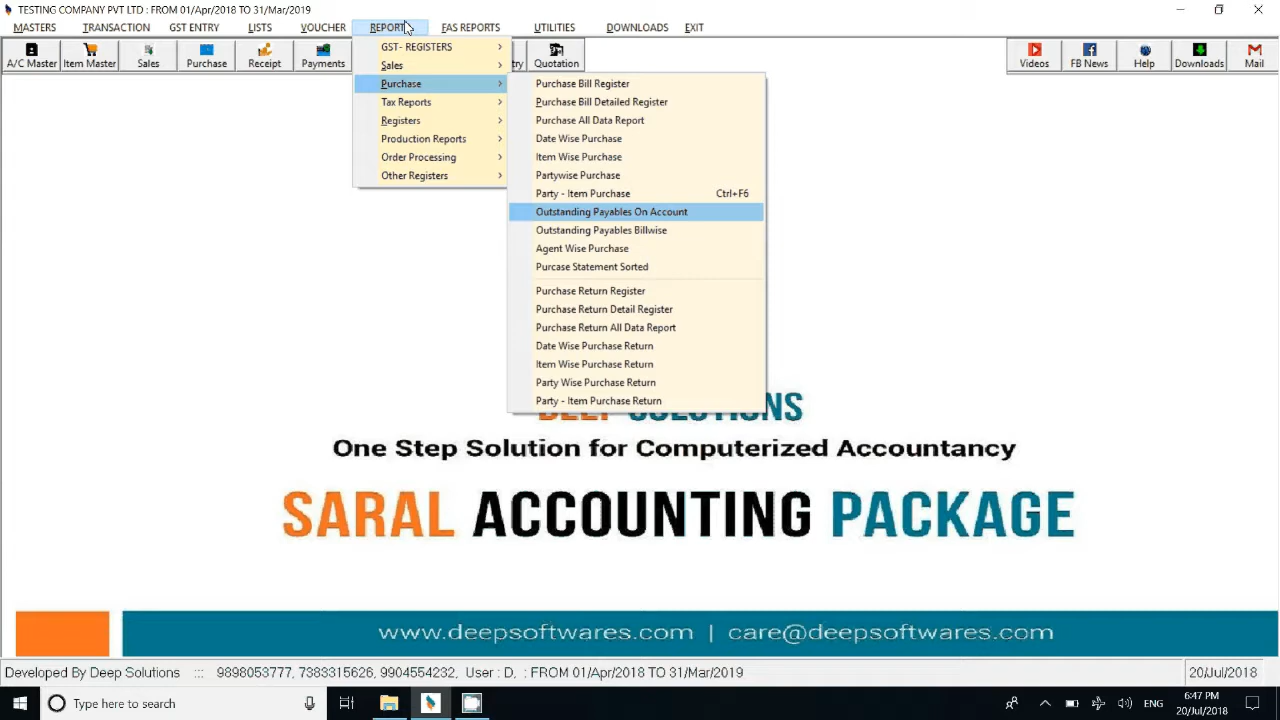 TESTING COMPANY PVT LTD : FROM 01/Apr/2018 TO 31/Mar/2019
MASTERS TRANSACTION GST ENTRY LISTS VOUCHER REPORT FAS REPORTS UTILITIES DOWNLOADS EXIT
A/C Master Item Master Sales Purchase Receipt Payments Quotation Videos FB News Help Downloads Mail
GST- REGISTERS
Sales
Purchase
Tax Reports
Registers
Production Reports
Order Processing
Other Registers
Purchase Bill Register
Purchase Bill Detailed Register
Purchase All Data Report
Date Wise Purchase
Item Wise Purchase
Partywise Purchase
Party - Item Purchase Ctrl+F6
Outstanding Payables On Account
Outstanding Payables Billwise
Agent Wise Purchase
Purcase Statement Sorted
Purchase Return Register
Purchase Return Detail Register
Purchase Return All Data Report
Date Wise Purchase Return
Item Wise Purchase Return
Party Wise Purchase Return
Party - Item Purchase Return
DEEP SOLUTIONS
One Step Solution for Computerized Accountancy
SARAL ACCOUNTING PACKAGE
www.deepsoftwares.com | care@deepsoftwares.com
Developed By Deep Solutions ::: 9898053777, 7383315626, 9904554232, User : D, : FROM 01/Apr/2018 TO 31/Mar/2019 20/Jul/2018
Type here to search ENG 6:47 PM
20/Jul/2018